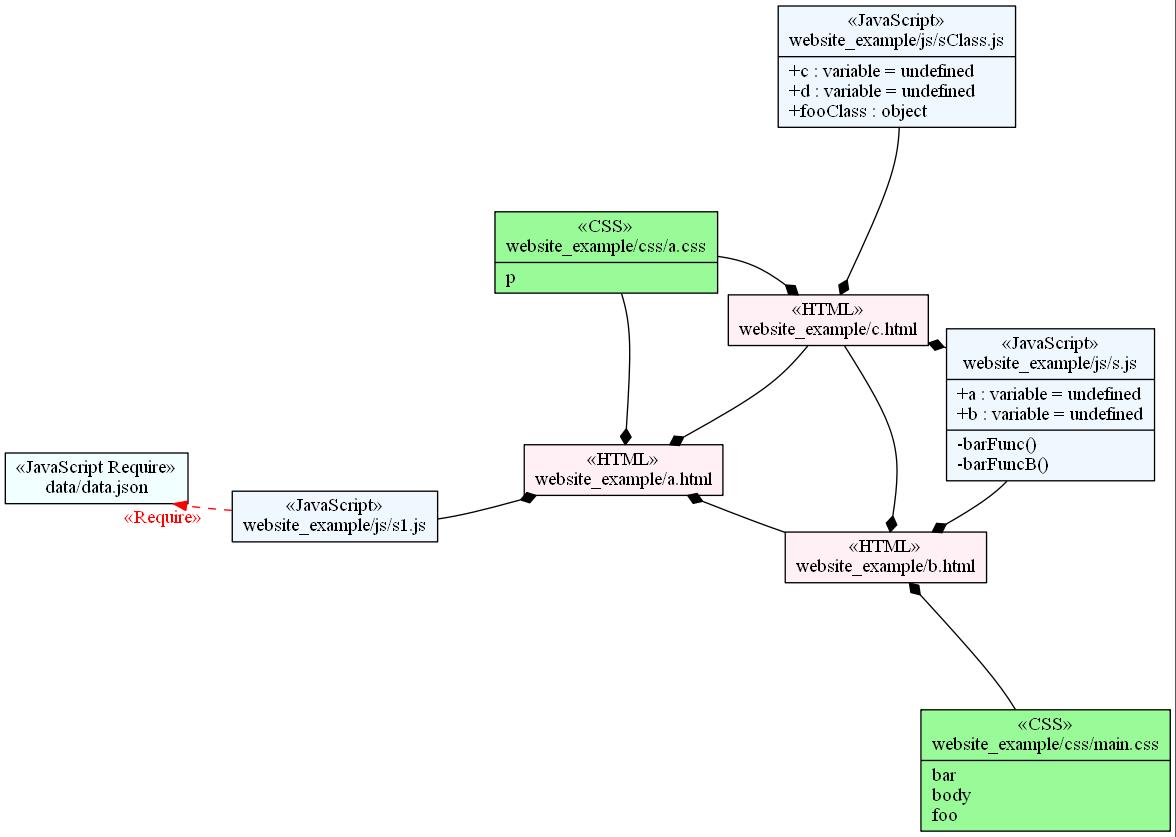 «JavaScript»
website_example/js/sClass.js
+c : variable = undefined
+d : variable = undefined
+fooClass : object
«CSS»
website_example/css/a.css
p
«HTML»
website_example/c.html
«JavaScript»
website_example/js/s.js
+a : variable = undefined
+b : variable = undefined
-barFunc()
-barFuncB()
«HTML»
website_example/a.html
«JavaScript Require»
data/data.json
«Require»
«JavaScript»
website_example/js/s1.js
«HTML»
website_example/b.html
«CSS»
website_example/css/main.css
bar
body
foo